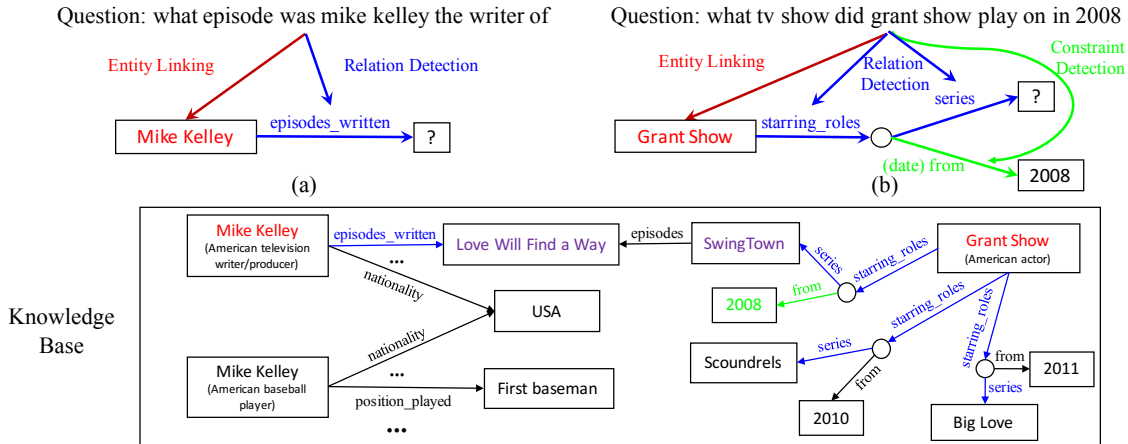 Question: what episode was mike kelley the writer of
Entity Linking
Relation Detection
Mike Kelley
episodes_written
?
(a)
Question: what tv show did grant show play on in 2008
Entity Linking
Relation
Detection
Constraint
Detection
series
?
Grant Show
starring_roles
(date) from
2008
(b)
Knowledge
Base
Mike Kelley
(American television
writer/producer)
episodes_written
...
nationality
Love Will Find a Way
episodes
SwingTown
series
starring_roles
Grant Show
(American actor)
from
2008
USA
starring_roles
starring_roles
nationality
Mike Kelley
(American baseball
player)
...
position_played
First baseman
...
Scoundrels
series
from
2010
from
2011
series
Big Love